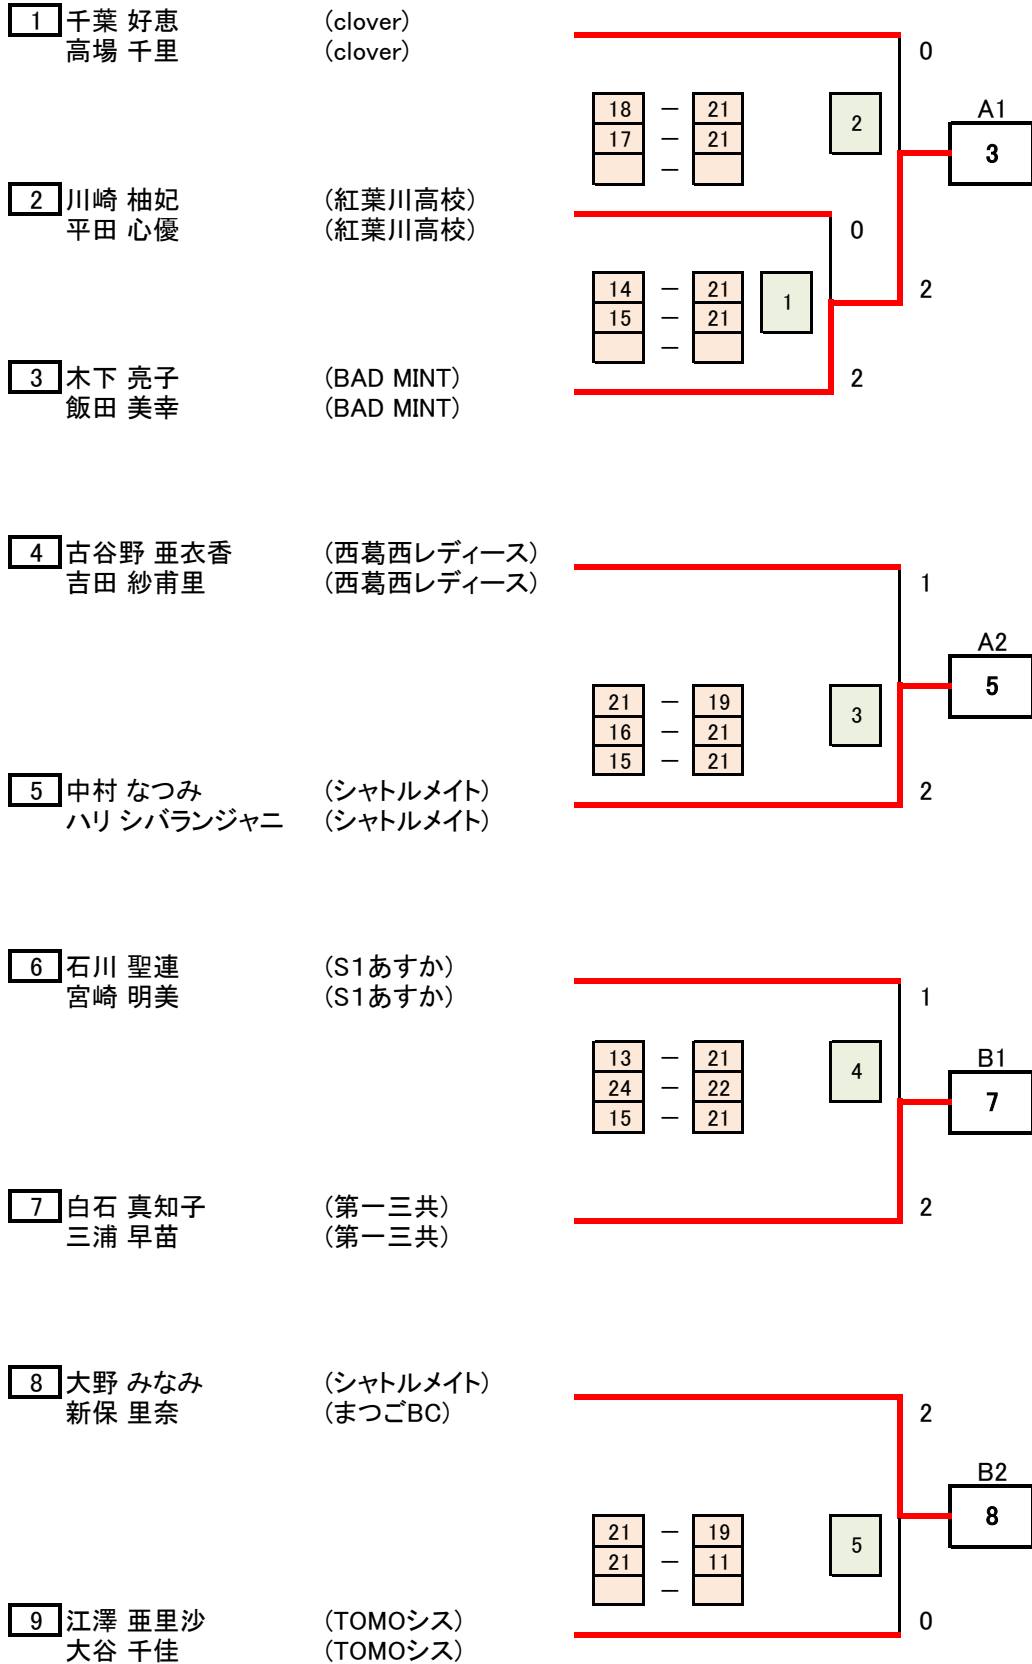 1 千葉 好恵 (clover)
高場 千里 (clover)
0
18 － 21
17 － 21
－
2
A1
3
2 川崎 柚妃 (紅葉川高校)
平田 心優 (紅葉川高校)
0
14 － 21
15 － 21
－
1
2
3 木下 亮子 (BAD MINT)
飯田 美幸 (BAD MINT)
2
4 古谷野 亜衣香 (西葛西レディース)
吉田 紗甫里 (西葛西レディース)
1
A2
5
21 － 19
16 － 21
15 － 21
3
5 中村 なつみ (シャトルメイト)
ハリ シバランジャニ (シャトルメイト)
2
6 石川 聖連 (S1あすか)
宮崎 明美 (S1あすか)
1
13 － 21
24 － 22
15 － 21
4
B1
7
7 白石 真知子 (第一三共)
三浦 早苗 (第一三共)
2
8 大野 みなみ (シャトルメイト)
新保 里奈 (まつごBC)
2
B2
8
21 － 19
21 － 11
－
5
9 江澤 亜里沙 (TOMOシス)
大谷 千佳 (TOMOシス)
0